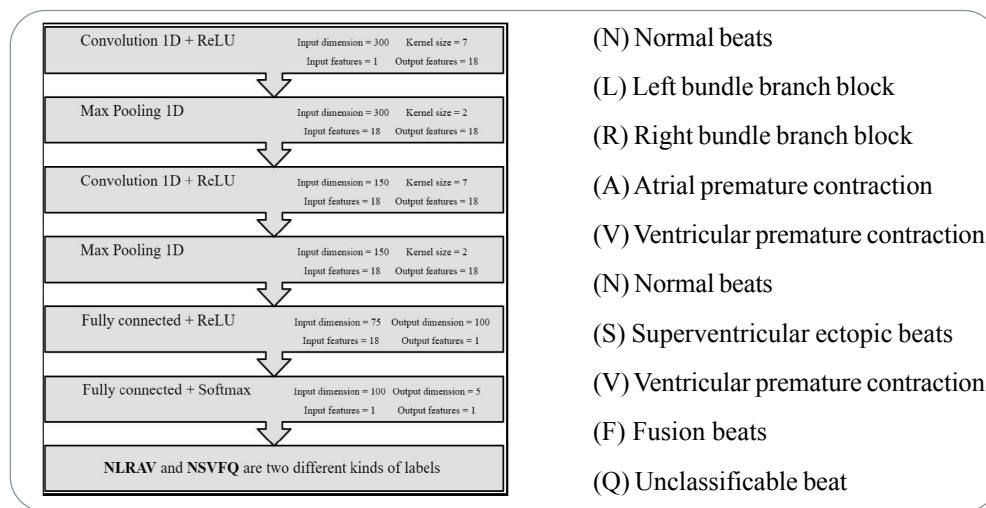 Convolution 1D + ReLU
Input dimension = 300 Kernel size = 7
Input features = 1 Output features = 18
Max Pooling 1D
Input dimension = 300 Kernel size = 2
Input features = 18 Output features = 18
Convolution 1D + ReLU
Input dimension = 150 Kernel size = 7
Input features = 18 Output features = 18
Max Pooling 1D
Input dimension = 150 Kernel size = 2
Input features = 18 Output features = 18
Fully connected + ReLU
Input dimension = 75 Output dimension = 100
Input features = 18 Output features = 1
Fully connected + Softmax
Input dimension = 100 Output dimension = 5
Input features = 1 Output features = 1
NLRAV and NSVFQ are two different kinds of labels
(N) Normal beats
(L) Left bundle branch block
(R) Right bundle branch block
(A) Atrial premature contraction
(V) Ventricular premature contraction
(N) Normal beats
(S) Superventricular ectopic beats
(V) Ventricular premature contraction
(F) Fusion beats
(Q) Unclassificable beat